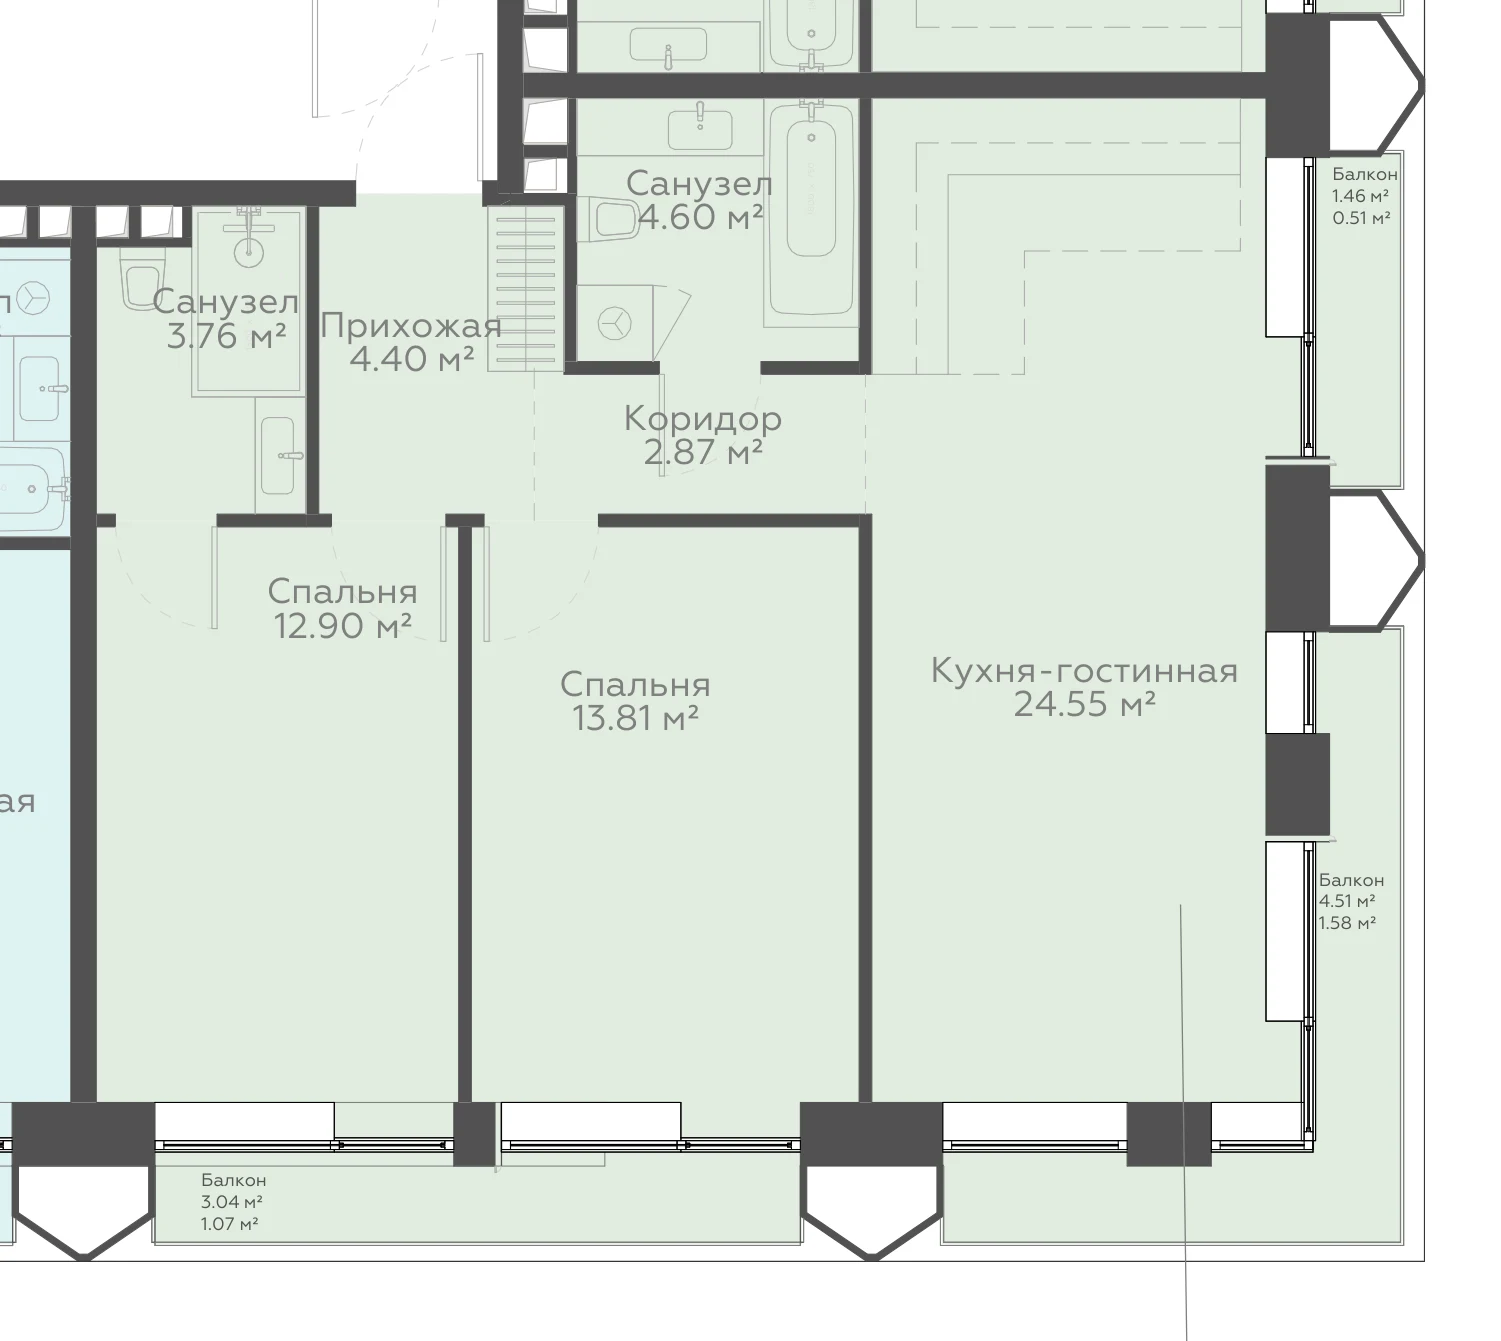 Санузел
4.60 м²
Балкон
1.46 м²
0.51 м²
л
Санузел
3.76 м²
Прихожая
4.40 м²
Коридор
2.87 м²
Спальня
12.90 м²
Спальня
13.81 м²
Кухня-гостинная
24.55 м²
ая
Балкон
4.51 м²
1.58 м²
Балкон
3.04 м²
1.07 м²